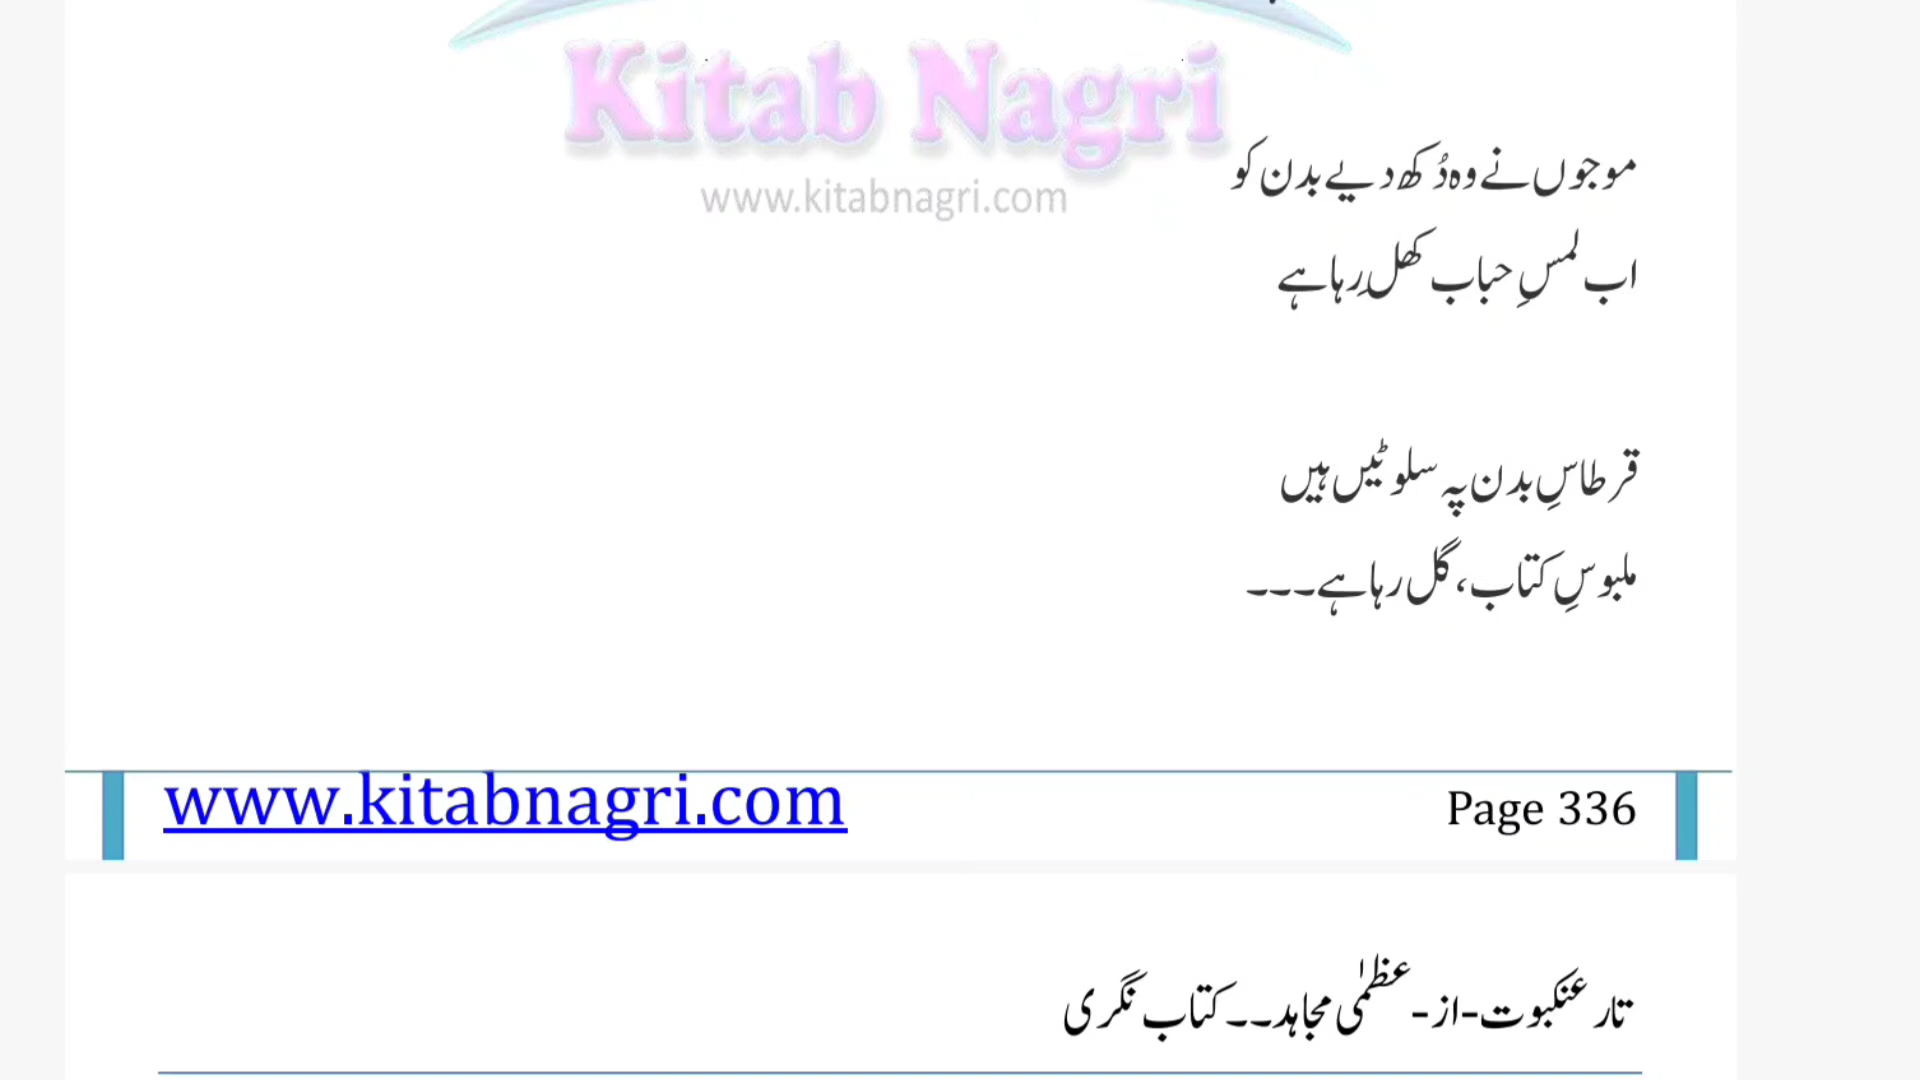 Kitab Nagri
www.kitabnagri.com
موجوں نے وہ دُکھ دیے بدن کو
اب لمسِ حباب کھل رِہا ہے
قرطاسِ بدن پہ سلوٹیں ہیں
ملبوسِ کتاب، گل رہا ہے۔۔۔
www.kitabnagri.com Page 336
تار عنکبوت-از- عظمٰی مجاہد۔۔ کتاب نگری